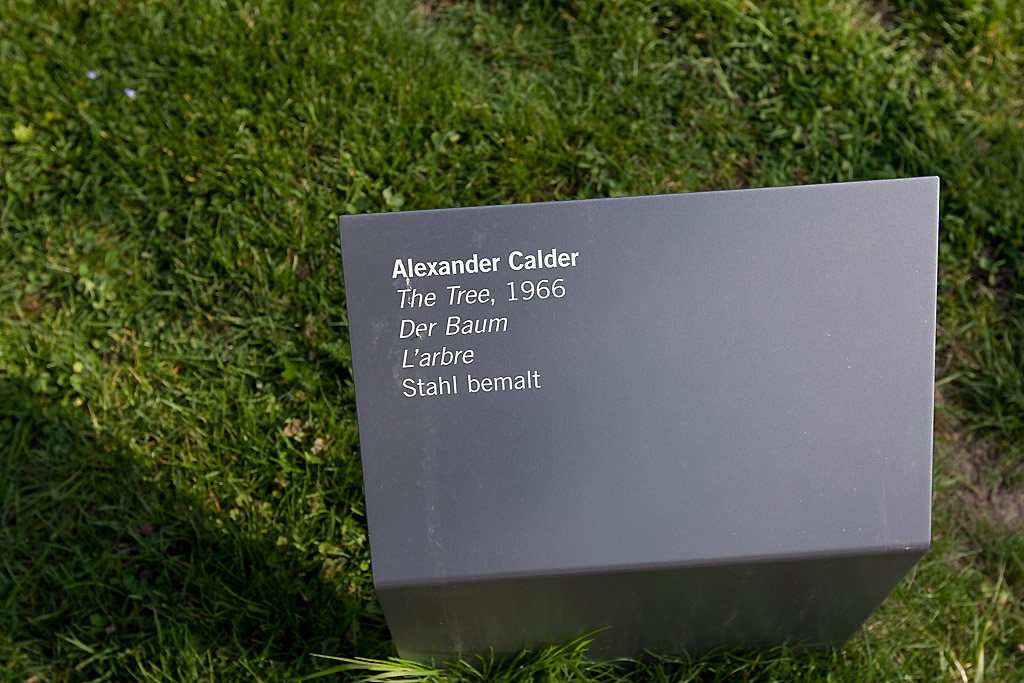 Alexander Calder
The Tree, 1966
Der Baum
L'arbre
Stahl bemalt